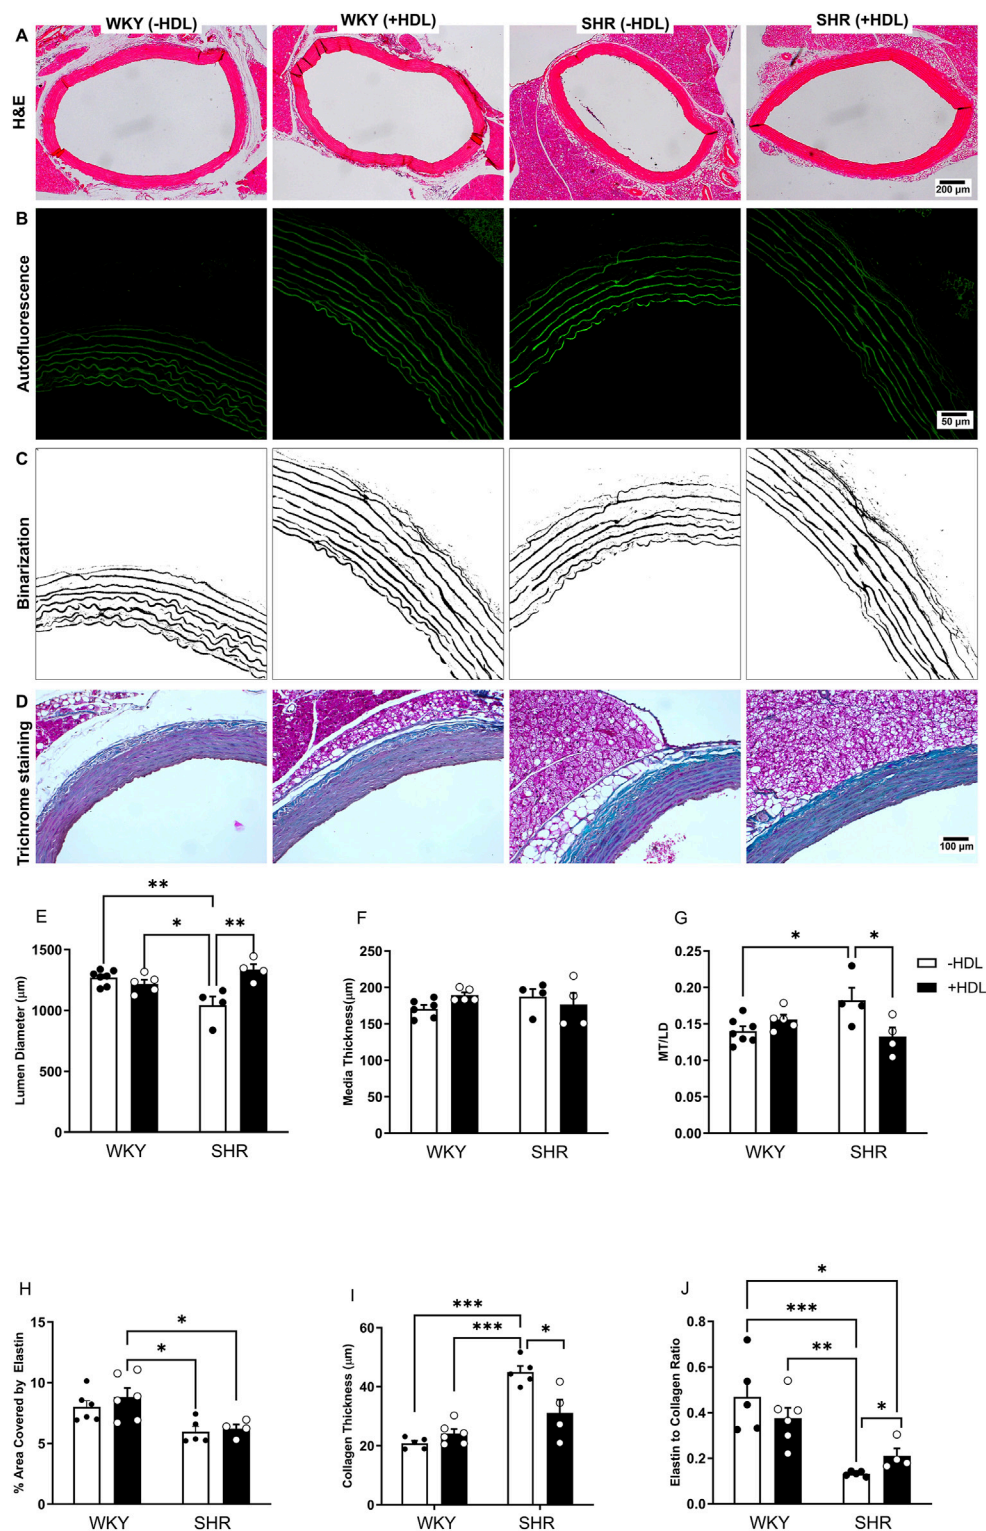 WKY (-HDL) WKY (+HDL) SHR (-HDL) SHR (+HDL)
A
H&E
200 µm
B
Autofluorescence
50 µm
C
Binarization
D
Trichrome staining
100 µm
E
**
* **
Lumen Diameter (µm)
1500
1000
500
0
WKY SHR
F
Media Thickness(µm)
250
200
150
100
50
0
WKY SHR
G
* *
MT/LD
0.25
0.20
0.15
0.10
0.05
0.00
WKY SHR
-HDL
+HDL
H
*
*
% Area Covered by Elastin
15
10
5
0
WKY SHR
I
***
*** *
Collagen Thickness (µm)
60
40
20
0
WKY SHR
J
*
***
**
*
Elastin to Collagen Ratio
0.8
0.6
0.4
0.2
0.0
WKY SHR